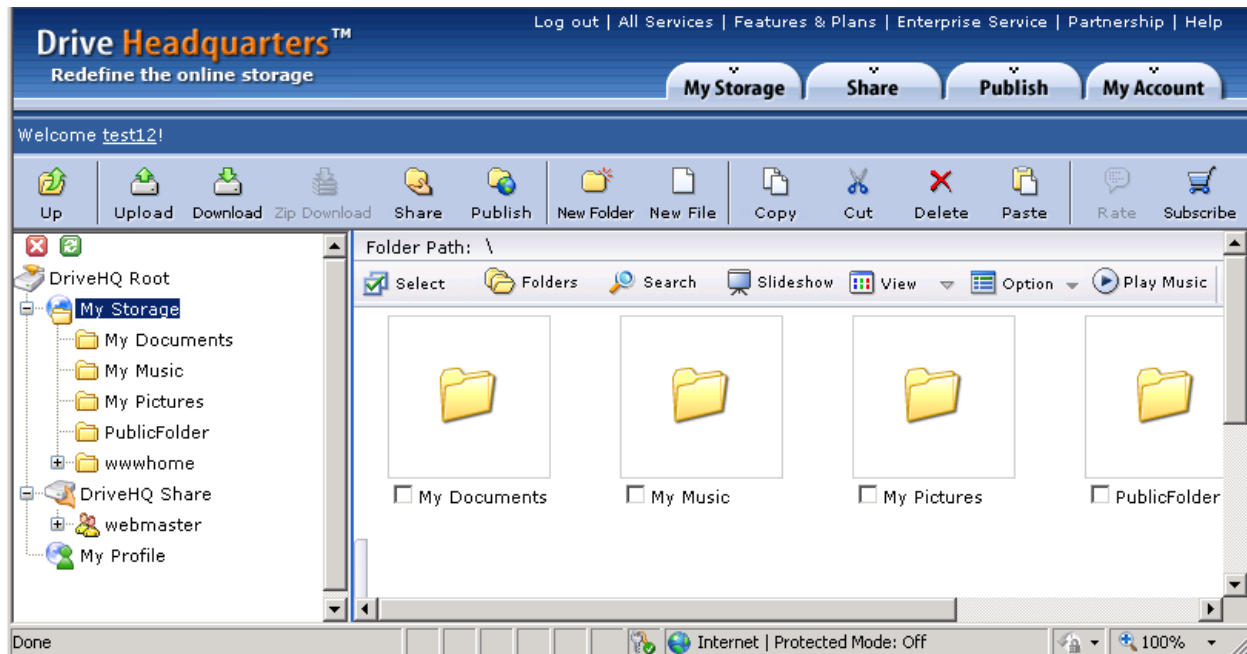 Log out | All Services | Features & Plans | Enterprise Service | Partnership | Help
Drive Headquarters™
Redefine the online storage
My Storage Share Publish My Account
Welcome test12!
Up Upload Download Zip Download Share Publish New Folder New File Copy Cut Delete Paste Rate Subscribe
Folder Path: \
DriveHQ Root
Select Folders Search Slideshow View Option Play Music
My Storage
My Documents
My Music
My Pictures
PublicFolder
wwwhome
DriveHQ Share
webmaster
My Profile
My Documents My Music My Pictures PublicFolder
Done Internet | Protected Mode: Off 100%